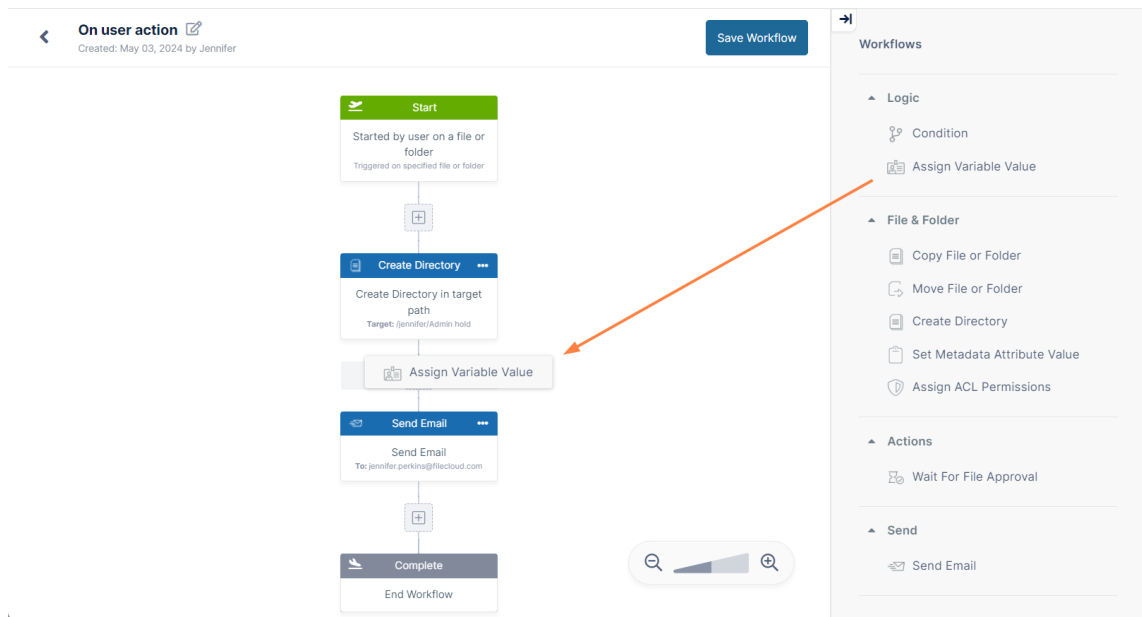 On user action
Created: May 03, 2024 by Jennifer
Save Workflow
Start
Started by user on a file or
folder
Triggered on specified file or folder
Create Directory
Create Directory in target
path
Target: /jennifer/Admin hold
Assign Variable Value
Send Email
Send Email
To: jennifer.perkins@filecloud.com
Complete
End Workflow
Workflows
Logic
Condition
Assign Variable Value
File & Folder
Copy File or Folder
Move File or Folder
Create Directory
Set Metadata Attribute Value
Assign ACL Permissions
Actions
Wait For File Approval
Send
Send Email